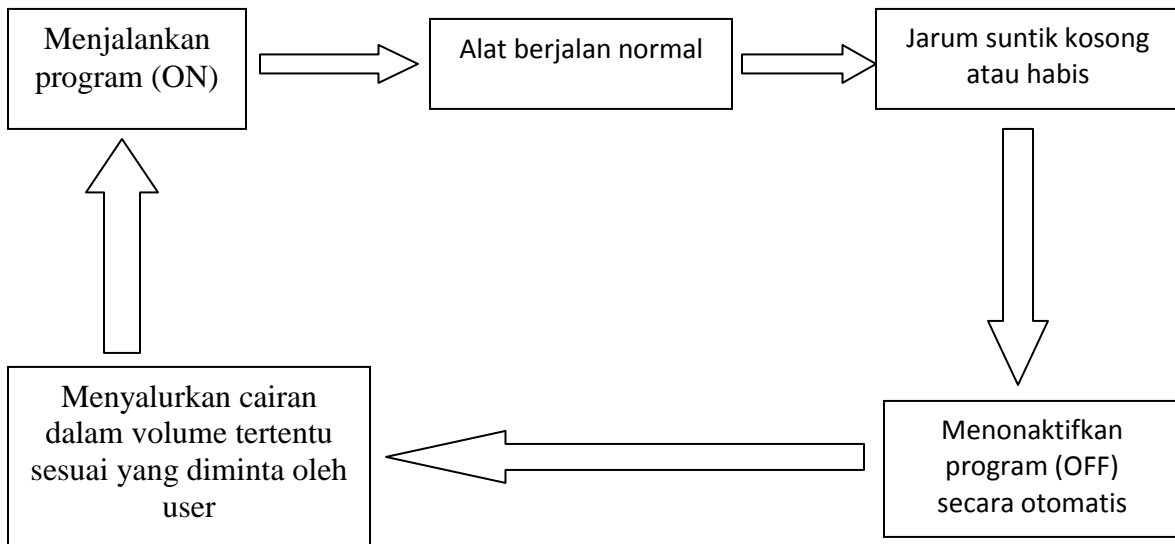 Menjalankan
program (ON)
Alat berjalan normal
Jarum suntik kosong
atau habis
Menonaktifkan
program (OFF)
secara otomatis
Menyalurkan cairan
dalam volume tertentu
sesuai yang diminta oleh
user